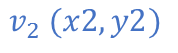 v₂ (x2, y2)